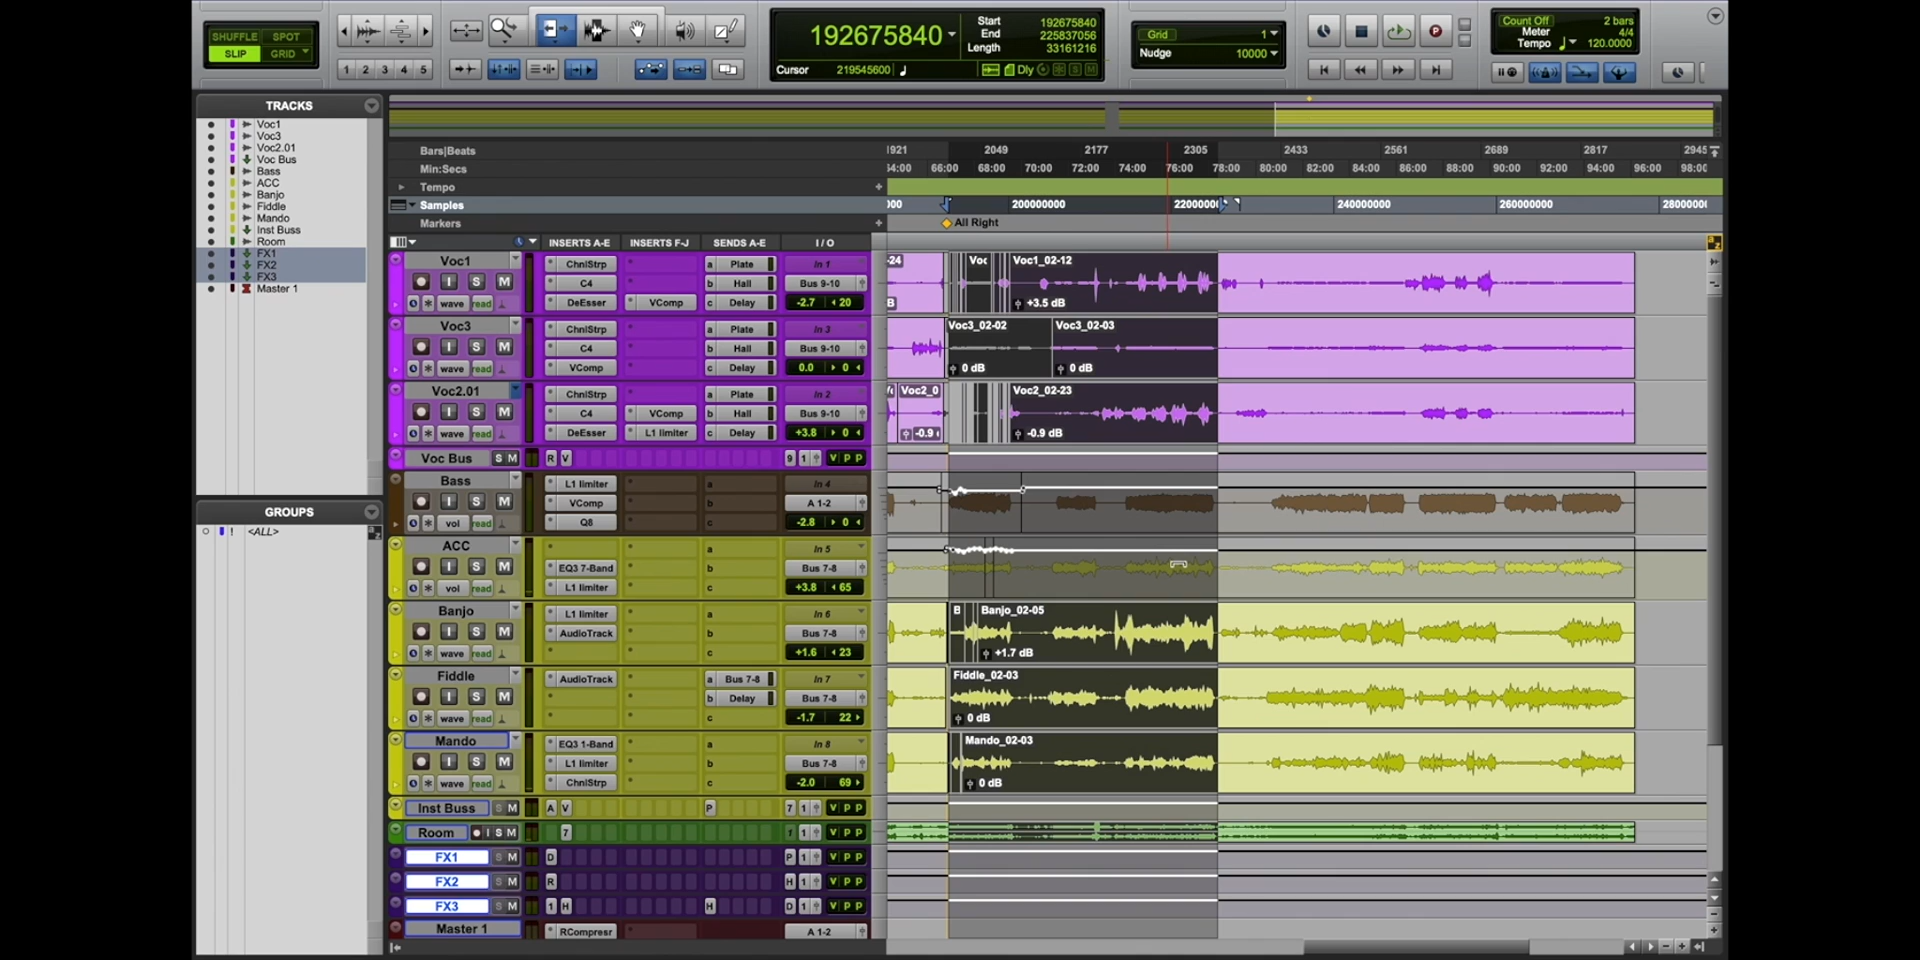 SHUFFLE SPOT
SLIP GRID
1 2 3 4 5
192675840
Start 192675840
End 225837056
Length 33161216
Cursor 219545600
Dly
S M
Grid 1
Nudge 10000
Count Off 2 bars
Meter 4/4
Tempo 120.0000
TRACKS
Voc1
Voc3
Voc2.01
Voc Bus
Bass
ACC
Banjo
Fiddle
Mando
Inst Buss
Room
FX1
FX2
FX3
Master 1
GROUPS
! <ALL>
Bars|Beats 1921 2049 2177 2305 2433 2561 2689 2817 2945
Min:Secs 64:00 66:00 68:00 70:00 72:00 74:00 76:00 78:00 80:00 82:00 84:00 86:00 88:00 90:00 92:00 94:00 96:00 98:00
Tempo
Samples 000 200000000 22000000 240000000 260000000 28000000
Markers All Right
INSERTS A-E INSERTS F-J SENDS A-E I / O
Voc1 ChnlStrp a Plate In 1 -24 Voc Voc1_02-12
I S M C4 b Hall Bus 9-10
wave read DeEsser VComp c Delay -2.7 20 B +3.5 dB
Voc3 ChnlStrp a Plate In 3 Voc3_02-02 Voc3_02-03
I S M C4 b Hall Bus 9-10
wave read VComp c Delay 0.0 0 0 dB 0 dB
Voc2.01 ChnlStrp a Plate In 2 Voc2_0 Voc2_02-23
I S M C4 VComp b Hall Bus 9-10
wave read DeEsser L1 limiter c Delay +3.8 0 -0.9 -0.9 dB
Voc Bus S M R V 9 1 V P P
Bass L1 limiter a In 4
I S M VComp b A 1-2
vol read Q8 c -2.8 0
ACC a In 5
I S M EQ3 7-Band b Bus 7-8
vol read L1 limiter c +3.8 65
Banjo L1 limiter a In 6 B Banjo_02-05
I S M AudioTrack b Bus 7-8
wave read c +1.6 23 +1.7 dB
Fiddle AudioTrack a Bus 7-8 In 7 Fiddle_02-03
I S M b Delay Bus 7-8
wave read c -1.7 22 0 dB
Mando EQ3 1-Band a In 8 Mando_02-03
I S M L1 limiter b Bus 7-8
wave read ChnlStrp c -2.0 69 0 dB
Inst Buss S M A V P 7 1 V P P
Room I S M 7 1 1 V P P
FX1 S M D P 1 V P P
FX2 S M R H 1 V P P
FX3 S M 1 H H D 1 V P P
Master 1 RCompresr A 1-2